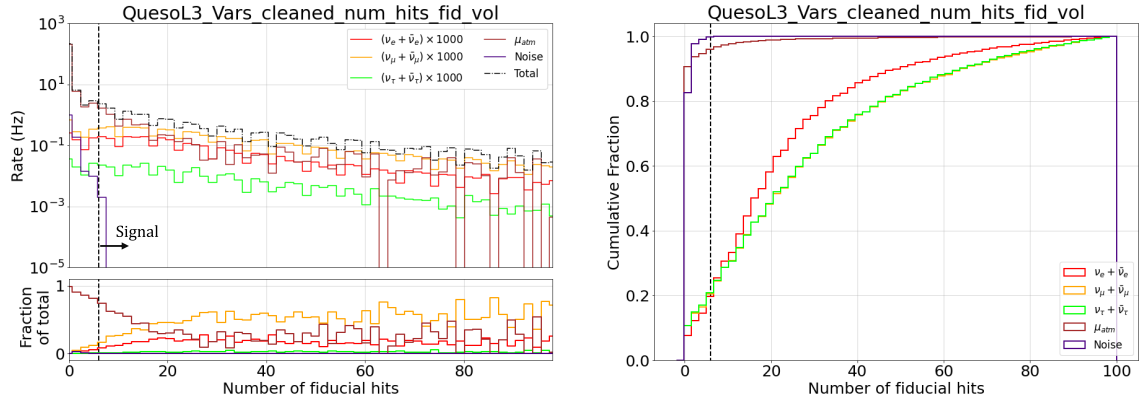 QuesoL3_Vars_cleaned_num_hits_fid_vol
Rate (Hz)
10³
10¹
10⁻¹
10⁻³
10⁻⁵
(νₑ + ν̄ₑ) × 1000
(ν_μ + ν̄_μ) × 1000
(ν_τ + ν̄_τ) × 1000
μ_atm
Noise
Total
Signal
Fraction
of total
1
0
0 20 40 60 80
Number of fiducial hits
QuesoL3_Vars_cleaned_num_hits_fid_vol
Cumulative Fraction
1.0
0.8
0.6
0.4
0.2
0.0
νₑ + ν̄ₑ
ν_μ + ν̄_μ
ν_τ + ν̄_τ
μ_atm
Noise
0 20 40 60 80 100
Number of fiducial hits